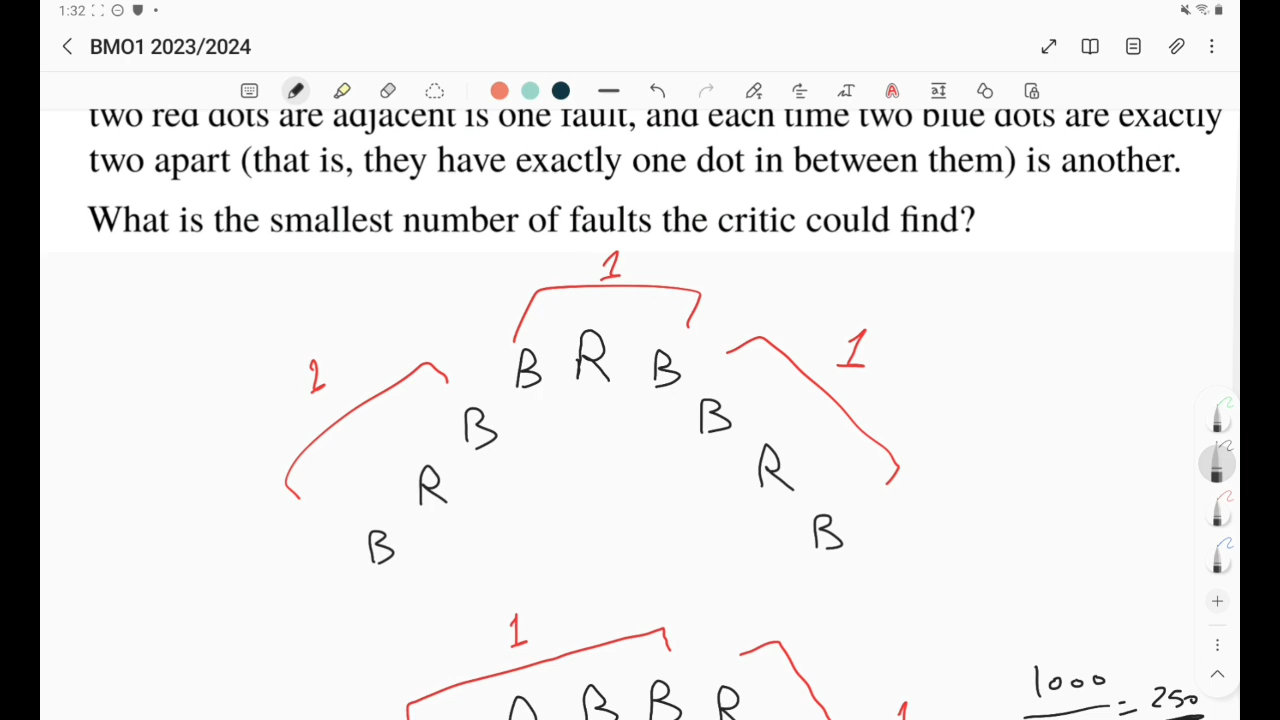 1:32
BMO1 2023/2024
two red dots are adjacent is one fault, and each time two blue dots are exactly
two apart (that is, they have exactly one dot in between them) is another.
What is the smallest number of faults the critic could find?
1
1
1
B R B
B B
R R
B B
1
B B R
1
1000 = 250